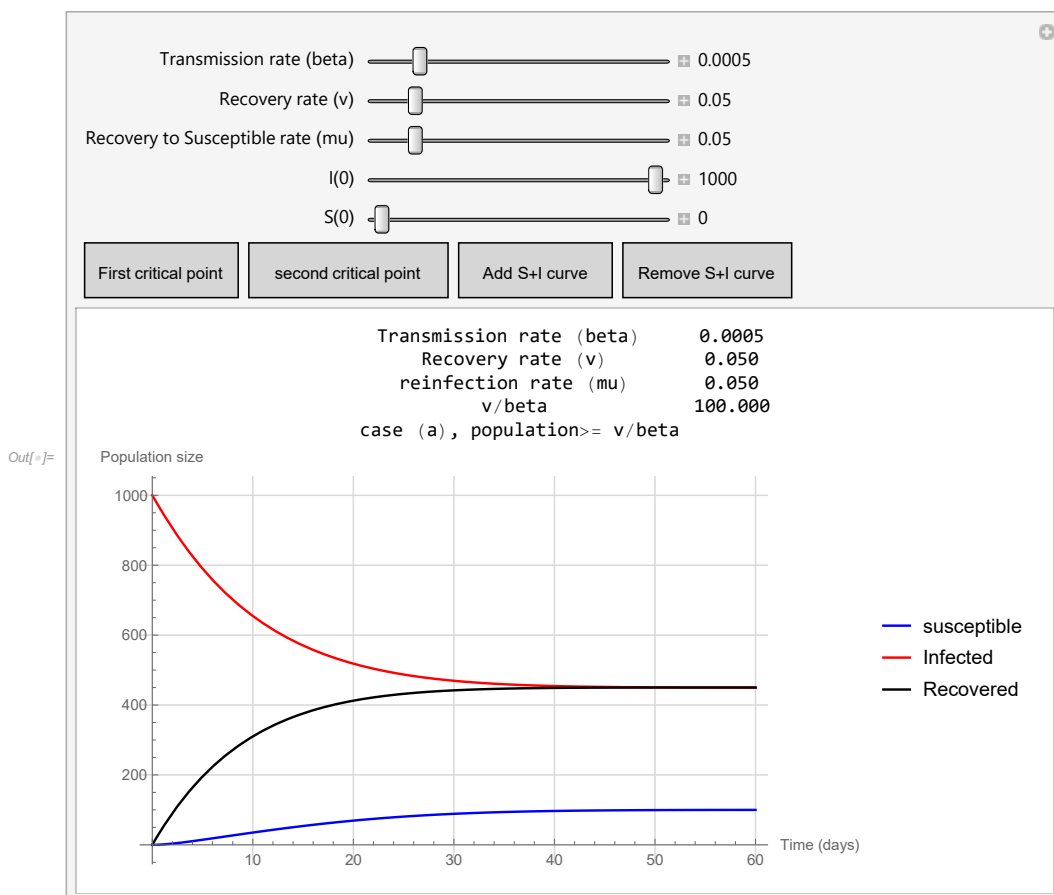 Transmission rate (beta) 0.0005
Recovery rate (v) 0.05
Recovery to Susceptible rate (mu) 0.05
I(0) 1000
S(0) 0
First critical point second critical point Add S+I curve Remove S+I curve
Transmission rate (beta) 0.0005
Recovery rate (v) 0.050
reinfection rate (mu) 0.050
v/beta 100.000
case (a), population>= v/beta
Out[•]=
Population size
1000
800
600
400
200
10 20 30 40 50 60
Time (days)
susceptible
Infected
Recovered